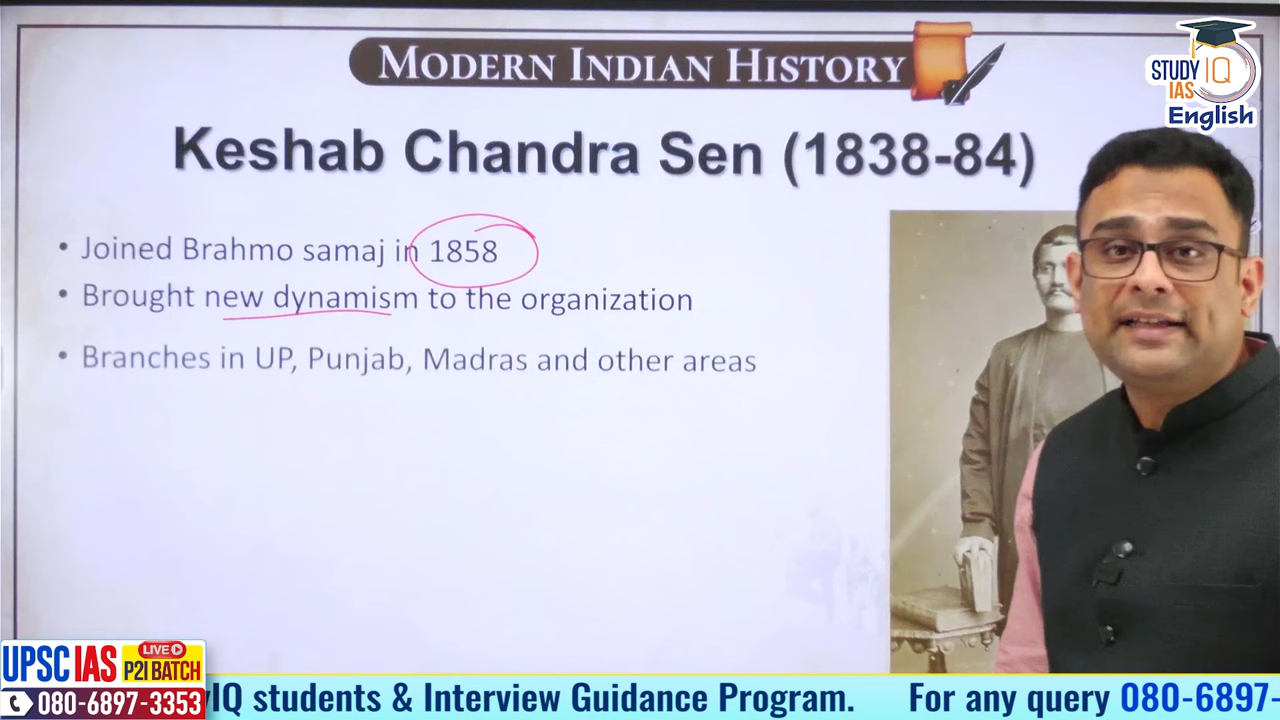 MODERN INDIAN HISTORY
STUDY IQ
IAS
English
Keshab Chandra Sen (1838-84)
• Joined Brahmo samaj in 1858
• Brought new dynamism to the organization
• Branches in UP, Punjab, Madras and other areas
LIVE
UPSC IAS P2I BATCH
080-6897-3353
IQ students & Interview Guidance Program. For any query 080-6897-